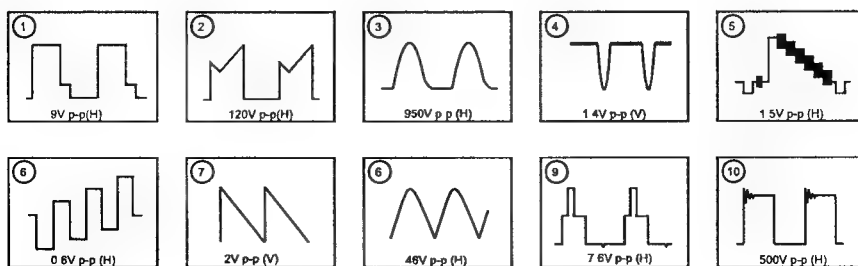 1
2
3
4
5
9V p-p(H)
120V p-p(H)
950V p p (H)
1 4V p-p (V)
1 5V p-p (H)
6
7
6
9
10
0 6V p-p (H)
2V p-p (V)
46V p-p (H)
7 6V p-p (H)
500V p-p (H)